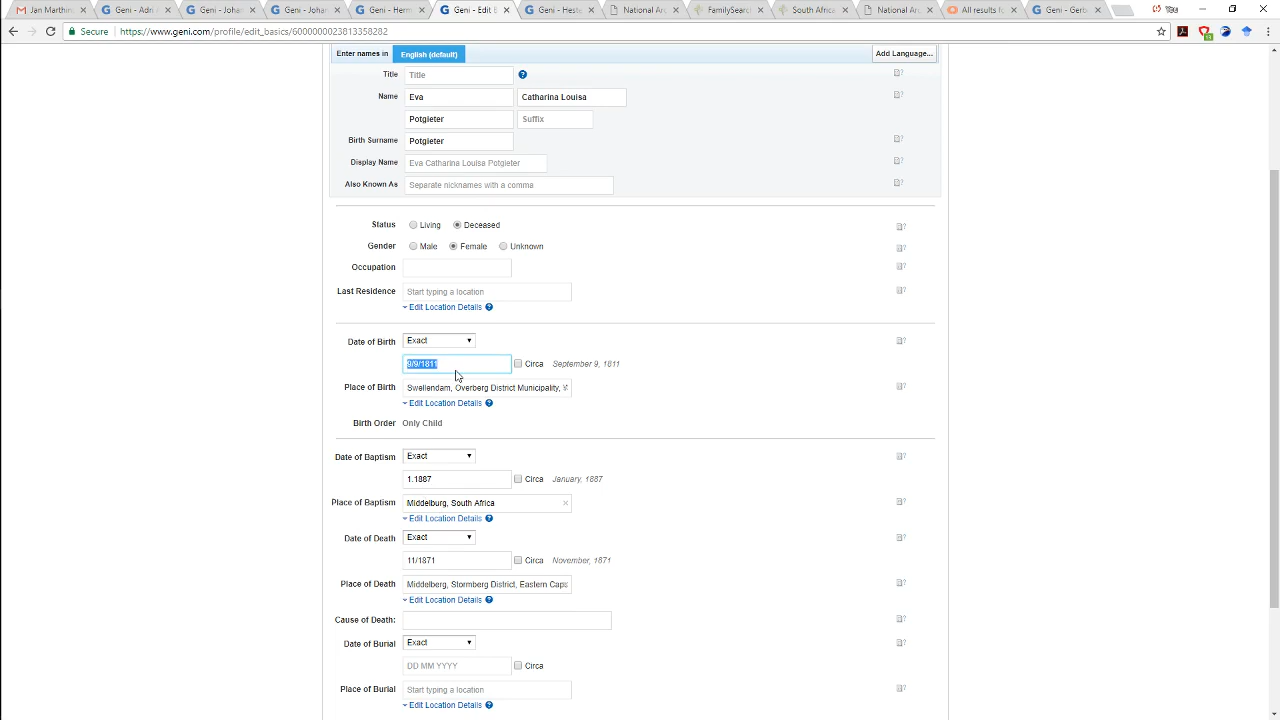 Jan Marthin
Geni - Adri
Geni - Joha
Geni - Joha
Geni - Herm
Geni - Edit B
Geni - Heste
National Arc
FamilySearc
South Africa
National Arc
All results fo
Geni - Gerb
You
Secure https://www.geni.com/profile/edit_basics/6000000023813358282
Enter names in English (default) Add Language...
Title Title
Name Eva Catharina Louisa
Potgieter Suffix
Birth Surname Potgieter
Display Name Eva Catharina Louisa Potgieter
Also Known As Separate nicknames with a comma
Status Living Deceased
Gender Male Female Unknown
Occupation
Last Residence Start typing a location
Edit Location Details
Date of Birth Exact
9/9/1811 Circa September 9, 1811
Place of Birth Swellendam, Overberg District Municipality,
Edit Location Details
Birth Order Only Child
Date of Baptism Exact
1.1887 Circa January, 1887
Place of Baptism Middelburg, South Africa
Edit Location Details
Date of Death Exact
11/1871 Circa November, 1871
Place of Death Middelberg, Stormberg District, Eastern Cape
Edit Location Details
Cause of Death:
Date of Burial Exact
DD MM YYYY Circa
Place of Burial Start typing a location
Edit Location Details